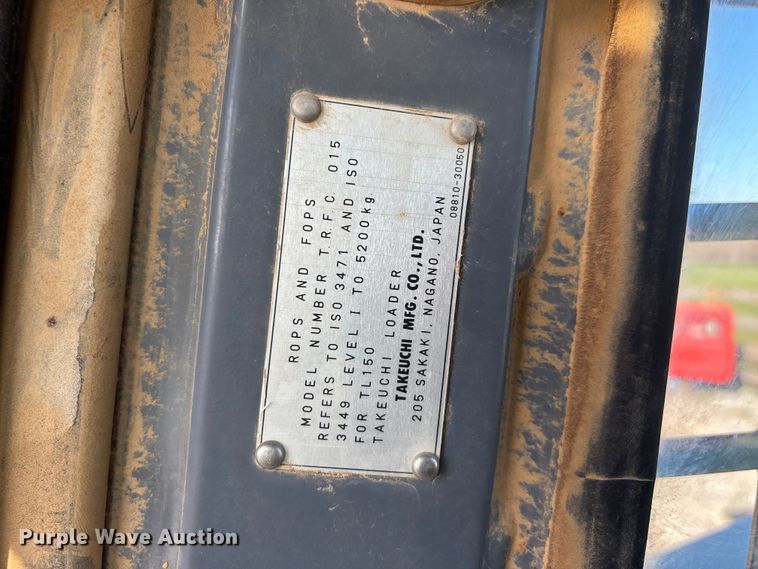 ROPS AND FOPS
MODEL NUMBER T.R.F.C. 015
REFERS TO ISO 3471 AND ISO
3449 LEVEL I TO 5200kg.
FOR TL150
TAKEUCHI LOADER
TAKEUCHI MFG. CO.,LTD.
205 SAKAKI, NAGANO, JAPAN
08810-30050
Purple Wave Auction